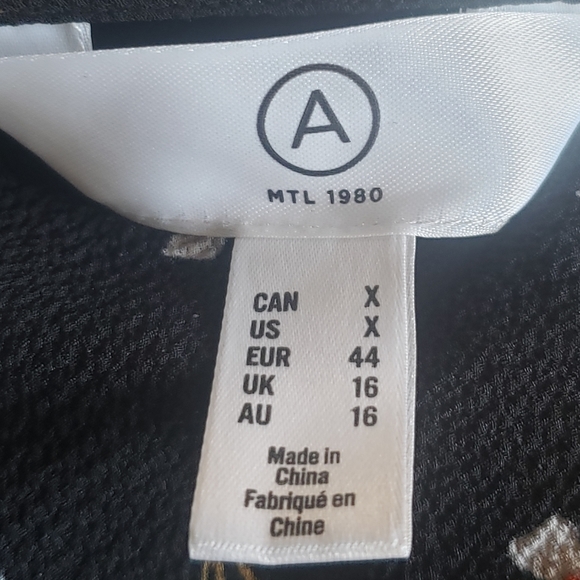 A
MTL 1980
CAN X
US X
EUR 44
UK 16
AU 16
Made in
China
Fabriqué en
Chine